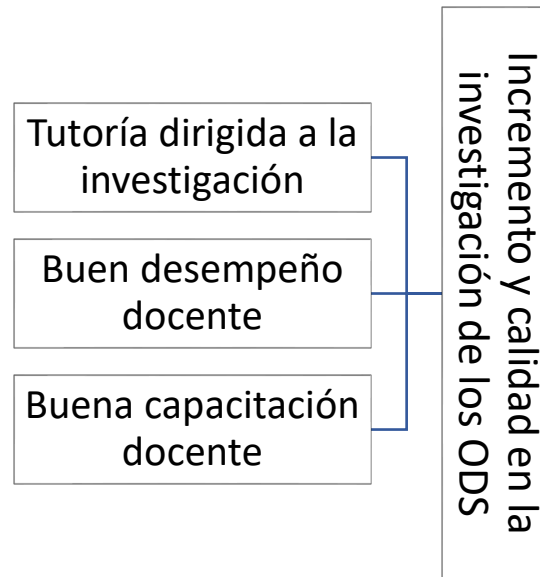 Tutoría dirigida a la
investigación
Buen desempeño
docente
Buena capacitación
docente
Incremento y calidad en la
investigación de los ODS